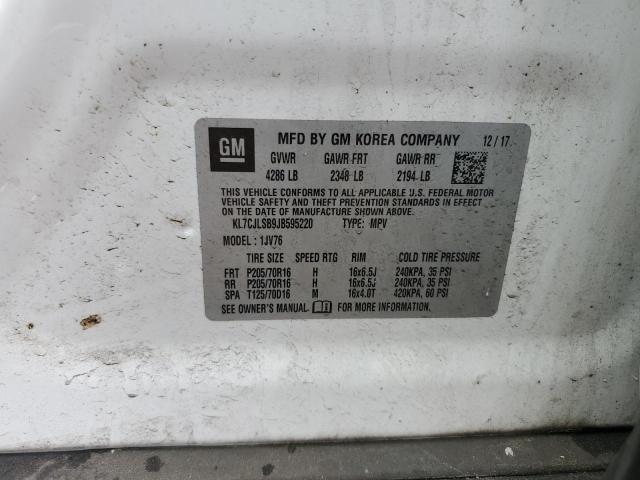 GM
MFD BY GM KOREA COMPANY 12/17
GVWR GAWR FRT GAWR RR
4286 LB 2348 LB 2194 LB
THIS VEHICLE CONFORMS TO ALL APPLICABLE U.S. FEDERAL MOTOR
VEHICLE SAFETY AND THEFT PREVENTION STANDARDS IN EFFECT
ON THE DATE OF MANUFACTURE SHOWN ABOVE.
KL7CJLSB9JB595220 TYPE: MPV
MODEL : 1JV76
TIRE SIZE SPEED RTG RIM COLD TIRE PRESSURE
FRT P205/70R16 H 16x6.5J 240KPA, 35 PSI
RR P205/70R16 H 16x6.5J 240KPA, 35 PSI
SPA T125/70D16 M 16x4.0T 420KPA, 60 PSI
SEE OWNER'S MANUAL FOR MORE INFORMATION